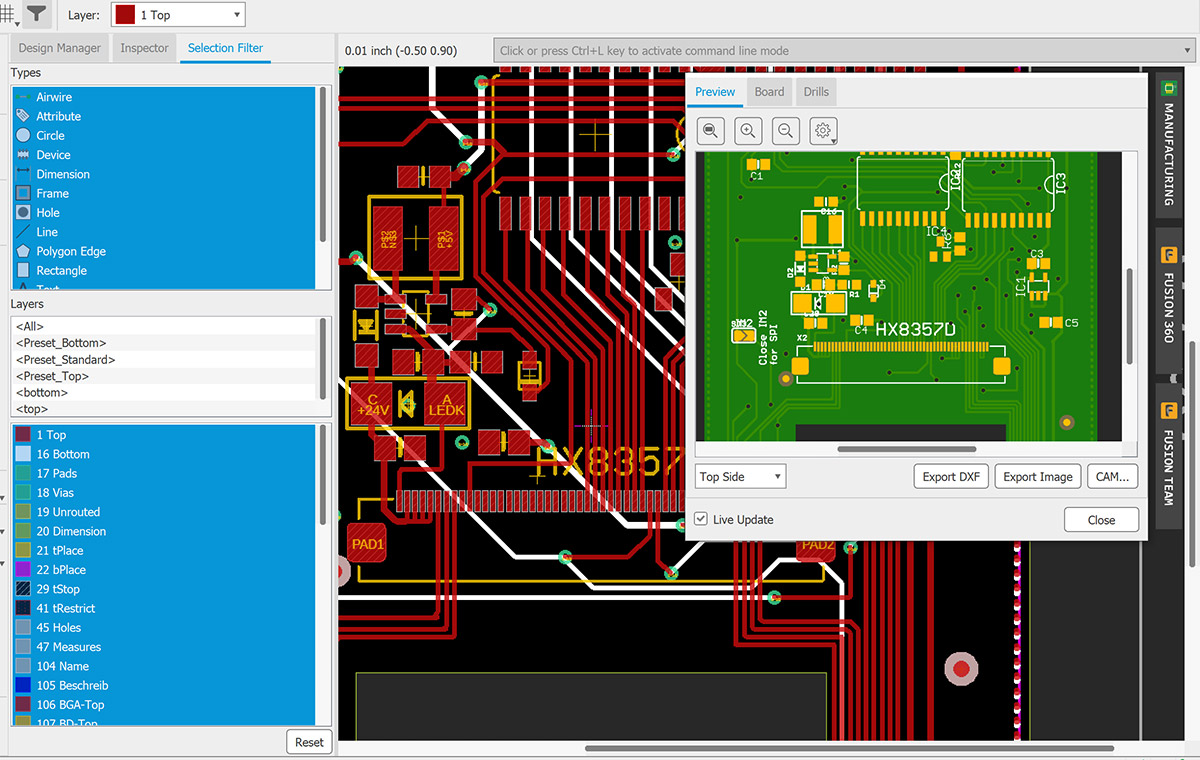 Layer:
1 Top
Design Manager
Inspector
Selection Filter
0.01 inch (-0.50 0.90)
Click or press Ctrl+L key to activate command line mode
Types
Airwire
Attribute
Circle
Device
Dimension
Frame
Hole
Line
Polygon Edge
Rectangle
Layers
<All>
<Preset_Bottom>
<Preset_Standard>
<Preset_Top>
<bottom>
<top>
1 Top
16 Bottom
17 Pads
18 Vias
19 Unrouted
20 Dimension
21 tPlace
22 bPlace
29 tStop
41 tRestrict
45 Holes
47 Measures
104 Name
105 Beschreib
106 BGA-Top
107 BD-Top
Reset
+5V
C
+24V
A
LEDK
HX8357
PAD1
PAD2
Preview
Board
Drills
C1
IC2
IC3
C16
IC4
R6
D2
C3
IC1
R1
C4
C5
HX8357D
X2
Close IM2
for SPI
Top Side
Export DXF
Export Image
CAM...
Live Update
Close
MANUFACTURING
FUSION 360
FUSION TEAM